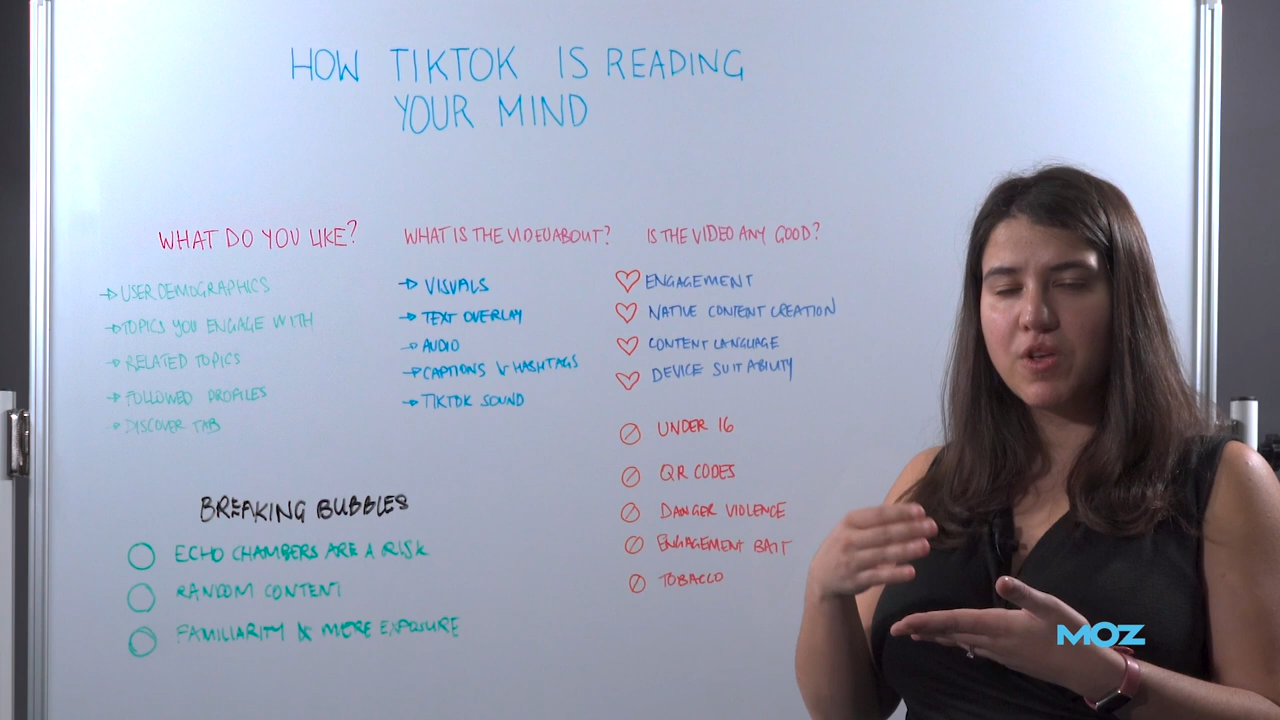 HOW TIKTOK IS READING
YOUR MIND
WHAT DO YOU LIKE?
USER DEMOGRAPHICS
TOPICS YOU ENGAGE WITH
RELATED TOPICS
FOLLOWED PROFILES
DISCOVER TAB
WHAT IS THE VIDEO ABOUT?
VISUALS
TEXT OVERLAY
AUDIO
CAPTIONS & HASHTAGS
TIKTOK SOUND
IS THE VIDEO ANY GOOD?
ENGAGEMENT
NATIVE CONTENT CREATION
CONTENT LANGUAGE
DEVICE SUITABILITY
UNDER 16
QR CODES
DANGER VIOLENCE
ENGAGEMENT BAIT
TOBACCO
BREAKING BUBBLES
ECHO CHAMBERS ARE A RISK
RANDOM CONTENT
FAMILIARITY & MERE EXPOSURE
MOZ